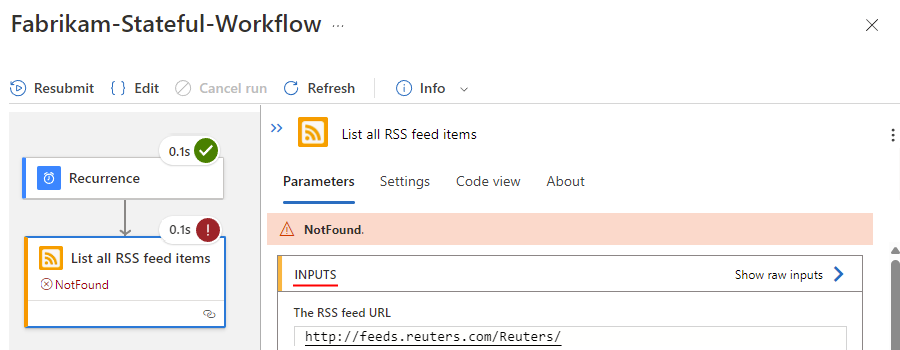 Fabrikam-Stateful-Workflow ...
Resubmit { } Edit Cancel run Refresh Info
0.1s
Recurrence
0.1s
List all RSS feed items
NotFound
List all RSS feed items
Parameters Settings Code view About
NotFound.
INPUTS Show raw inputs
The RSS feed URL
http://feeds.reuters.com/Reuters/